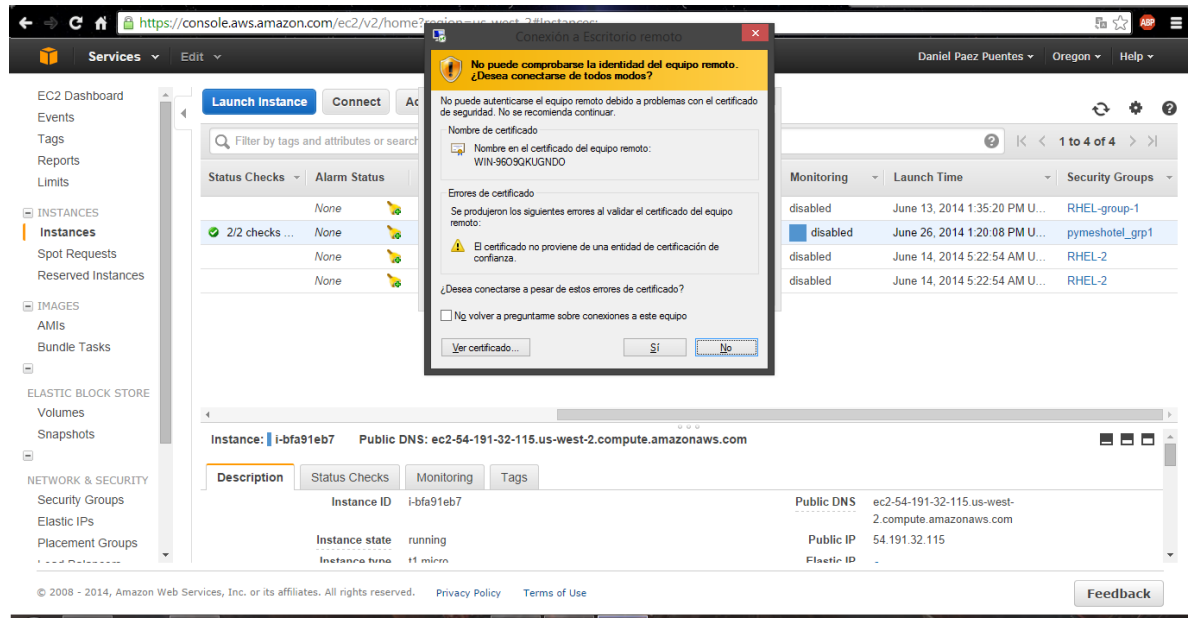 https://console.aws.amazon.com/ec2/v2/home?region=us-west-2#Instances:
ABP
Services Edit Daniel Paez Puentes Oregon Help
EC2 Dashboard
Events
Tags
Reports
Limits
INSTANCES
Instances
Spot Requests
Reserved Instances
IMAGES
AMIs
Bundle Tasks
ELASTIC BLOCK STORE
Volumes
Snapshots
NETWORK & SECURITY
Security Groups
Elastic IPs
Placement Groups
Load Balancers
Launch Instance Connect Ac
Filter by tags and attributes or search 1 to 4 of 4
Status Checks Alarm Status Monitoring Launch Time Security Groups
None disabled June 13, 2014 1:35:20 PM U... RHEL-group-1
2/2 checks ... None disabled June 26, 2014 1:20:08 PM U... pymeshotel_grp1
None disabled June 14, 2014 5:22:54 AM U... RHEL-2
None disabled June 14, 2014 5:22:54 AM U... RHEL-2
Conexión a Escritorio remoto
No puede comprobarse la identidad del equipo remoto.
¿Desea conectarse de todos modos?
No puede autenticarse el equipo remoto debido a problemas con el certificado
de seguridad. No se recomienda continuar.
Nombre de certificado
Nombre en el certificado del equipo remoto:
WIN-96O9QKUGNDO
Errores de certificado
Se produjeron los siguientes errores al validar el certificado del equipo
remoto:
El certificado no proviene de una entidad de certificación de
confianza.
¿Desea conectarse a pesar de estos errores de certificado?
No volver a preguntarme sobre conexiones a este equipo
Ver certificado... Sí No
Instance: i-bfa91eb7 Public DNS: ec2-54-191-32-115.us-west-2.compute.amazonaws.com
Description Status Checks Monitoring Tags
Instance ID i-bfa91eb7 Public DNS ec2-54-191-32-115.us-west-
2.compute.amazonaws.com
Instance state running Public IP 54.191.32.115
Instance type t1.micro Elastic IP -
© 2008 - 2014, Amazon Web Services, Inc. or its affiliates. All rights reserved. Privacy Policy Terms of Use Feedback